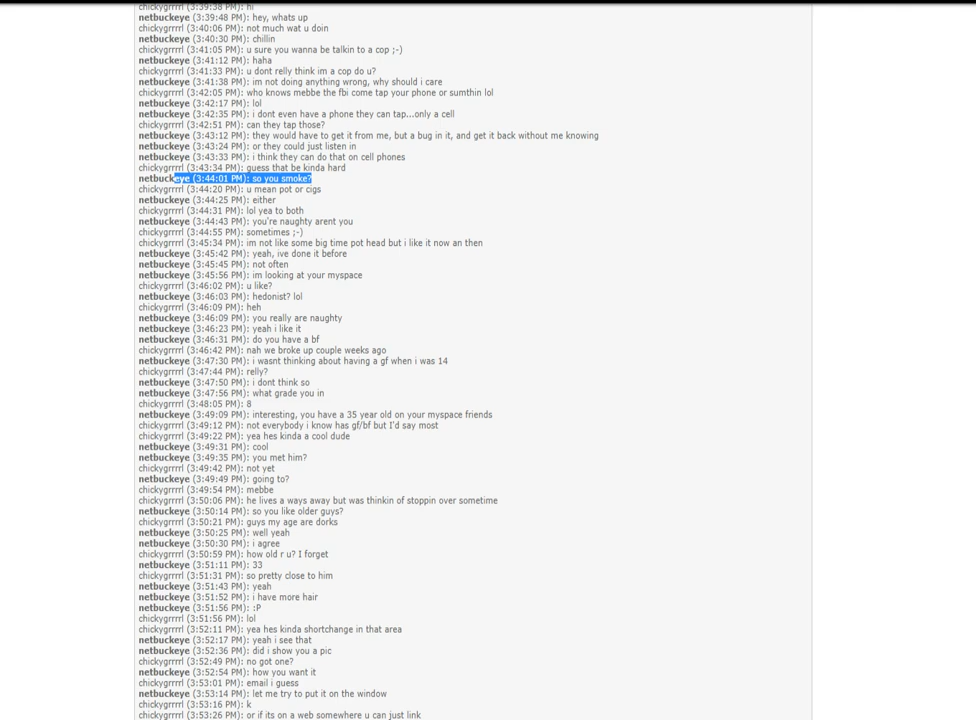 chickygrrrrl (3:39:38 PM): hi
netbuckeye (3:39:48 PM): hey, whats up
chickygrrrrl (3:40:06 PM): not much wat u doin
netbuckeye (3:40:30 PM): chillin
chickygrrrrl (3:41:05 PM): u sure you wanna be talkin to a cop ;-)
netbuckeye (3:41:12 PM): haha
chickygrrrrl (3:41:33 PM): u dont relly think im a cop do u?
netbuckeye (3:41:38 PM): im not doing anything wrong, why should i care
chickygrrrrl (3:42:05 PM): who knows mebbe the fbi come tap your phone or sumthin lol
netbuckeye (3:42:17 PM): lol
netbuckeye (3:42:35 PM): i dont even have a phone they can tap...only a cell
chickygrrrrl (3:42:51 PM): can they tap those?
netbuckeye (3:43:12 PM): they would have to get it from me, but a bug in it, and get it back without me knowing
netbuckeye (3:43:24 PM): or they could just listen in
netbuckeye (3:43:33 PM): i think they can do that on cell phones
chickygrrrrl (3:43:34 PM): guess that be kinda hard
netbuckeye (3:44:01 PM): so you smoke?
chickygrrrrl (3:44:20 PM): u mean pot or cigs
netbuckeye (3:44:25 PM): either
chickygrrrrl (3:44:31 PM): lol yea to both
netbuckeye (3:44:43 PM): you're naughty arent you
chickygrrrrl (3:44:55 PM): sometimes ;-)
chickygrrrrl (3:45:34 PM): im not like some big time pot head but i like it now an then
netbuckeye (3:45:42 PM): yeah, ive done it before
netbuckeye (3:45:45 PM): not often
netbuckeye (3:45:56 PM): im looking at your myspace
chickygrrrrl (3:46:02 PM): u like?
netbuckeye (3:46:03 PM): hedonist? lol
chickygrrrrl (3:46:09 PM): heh
netbuckeye (3:46:09 PM): you really are naughty
netbuckeye (3:46:23 PM): yeah i like it
netbuckeye (3:46:31 PM): do you have a bf
chickygrrrrl (3:46:42 PM): nah we broke up couple weeks ago
netbuckeye (3:47:30 PM): i wasnt thinking about having a gf when i was 14
chickygrrrrl (3:47:44 PM): relly?
netbuckeye (3:47:50 PM): i dont think so
netbuckeye (3:47:56 PM): what grade you in
chickygrrrrl (3:48:05 PM): 8
netbuckeye (3:49:09 PM): interesting, you have a 35 year old on your myspace friends
chickygrrrrl (3:49:12 PM): not everybody i know has gf/bf but I'd say most
chickygrrrrl (3:49:22 PM): yea hes kinda a cool dude
netbuckeye (3:49:31 PM): cool
netbuckeye (3:49:35 PM): you met him?
chickygrrrrl (3:49:42 PM): not yet
netbuckeye (3:49:49 PM): going to?
chickygrrrrl (3:49:54 PM): mebbe
chickygrrrrl (3:50:06 PM): he lives a ways away but was thinkin of stoppin over sometime
netbuckeye (3:50:14 PM): so you like older guys?
chickygrrrrl (3:50:21 PM): guys my age are dorks
netbuckeye (3:50:25 PM): well yeah
netbuckeye (3:50:30 PM): i agree
chickygrrrrl (3:50:59 PM): how old r u? I forget
netbuckeye (3:51:11 PM): 33
chickygrrrrl (3:51:31 PM): so pretty close to him
netbuckeye (3:51:43 PM): yeah
netbuckeye (3:51:52 PM): i have more hair
netbuckeye (3:51:56 PM): :P
chickygrrrrl (3:51:56 PM): lol
chickygrrrrl (3:52:11 PM): yea hes kinda shortchange in that area
netbuckeye (3:52:17 PM): yeah i see that
netbuckeye (3:52:36 PM): did i show you a pic
chickygrrrrl (3:52:49 PM): no got one?
netbuckeye (3:52:54 PM): how you want it
chickygrrrrl (3:53:01 PM): email i guess
netbuckeye (3:53:14 PM): let me try to put it on the window
chickygrrrrl (3:53:16 PM): k
chickygrrrrl (3:53:26 PM): or if its on a web somewhere u can just link